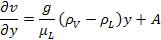 ∂v/∂y = g/μ_L (ρ_V − ρ_L)y + A